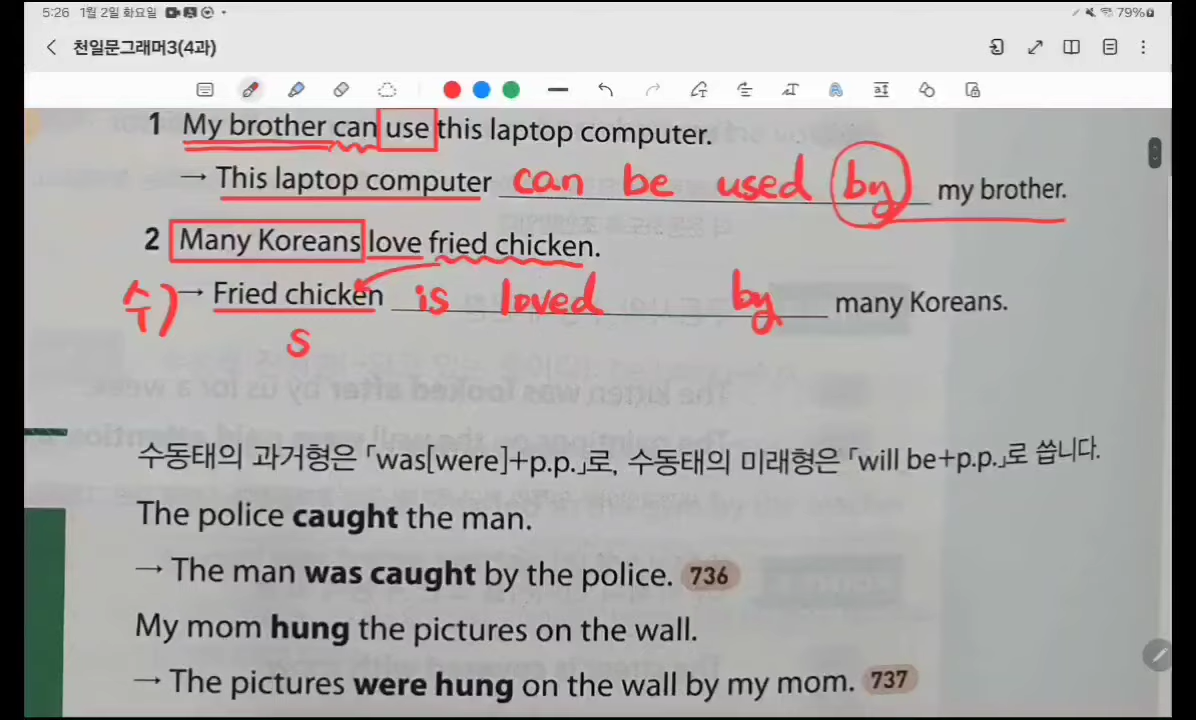 5:26 1월 2일 화요일 79%
천일문그래머3(4과)
1 My brother can use this laptop computer.
→ This laptop computer can be used by my brother.
2 Many Koreans love fried chicken.
수) → Fried chicken is loved by many Koreans.
S
수동태의 과거형은 「was[were]+p.p.」로, 수동태의 미래형은 「will be+p.p.」로 씁니다.
The police caught the man.
→ The man was caught by the police. 736
My mom hung the pictures on the wall.
→ The pictures were hung on the wall by my mom. 737